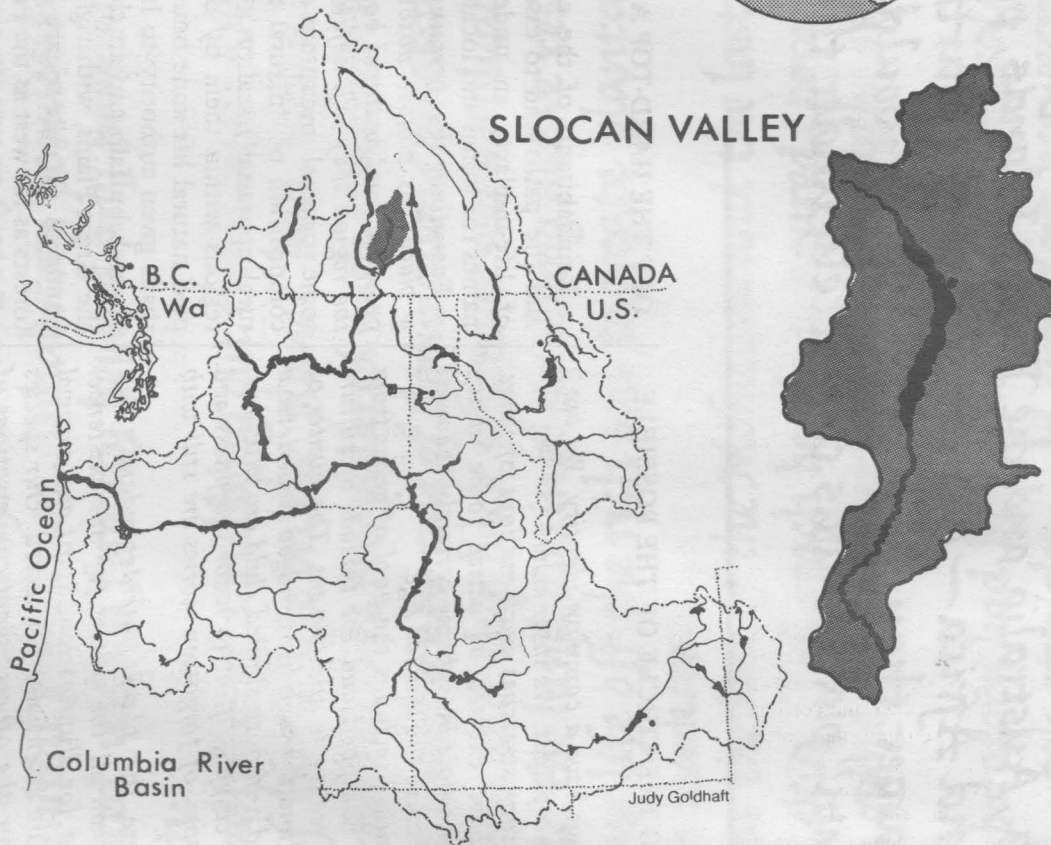 SLOCAN VALLEY
B.C.
Wa
CANADA
U.S.
Pacific Ocean
Columbia River
Basin
Judy Goldhaft